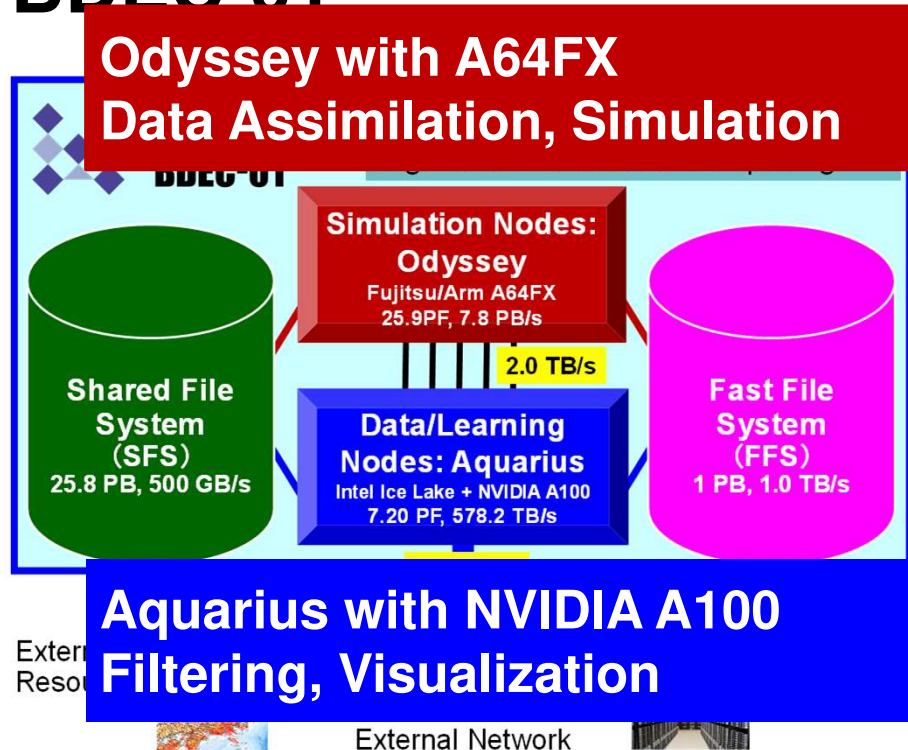 Odyssey with A64FX
Data Assimilation, Simulation
BDEC-01
Simulation Nodes:
Odyssey
Fujitsu/Arm A64FX
25.9PF, 7.8 PB/s
2.0 TB/s
Shared File
System
(SFS)
25.8 PB, 500 GB/s
Data/Learning
Nodes: Aquarius
Intel Ice Lake + NVIDIA A100
7.20 PF, 578.2 TB/s
Fast File
System
(FFS)
1 PB, 1.0 TB/s
Aquarius with NVIDIA A100
Filtering, Visualization
External Network